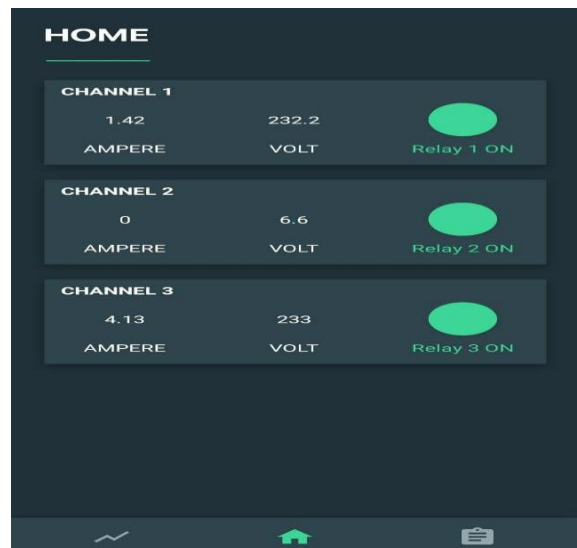 HOME
CHANNEL 1
1.42 232.2
AMPERE VOLT Relay 1 ON
CHANNEL 2
0 6.6
AMPERE VOLT Relay 2 ON
CHANNEL 3
4.13 233
AMPERE VOLT Relay 3 ON